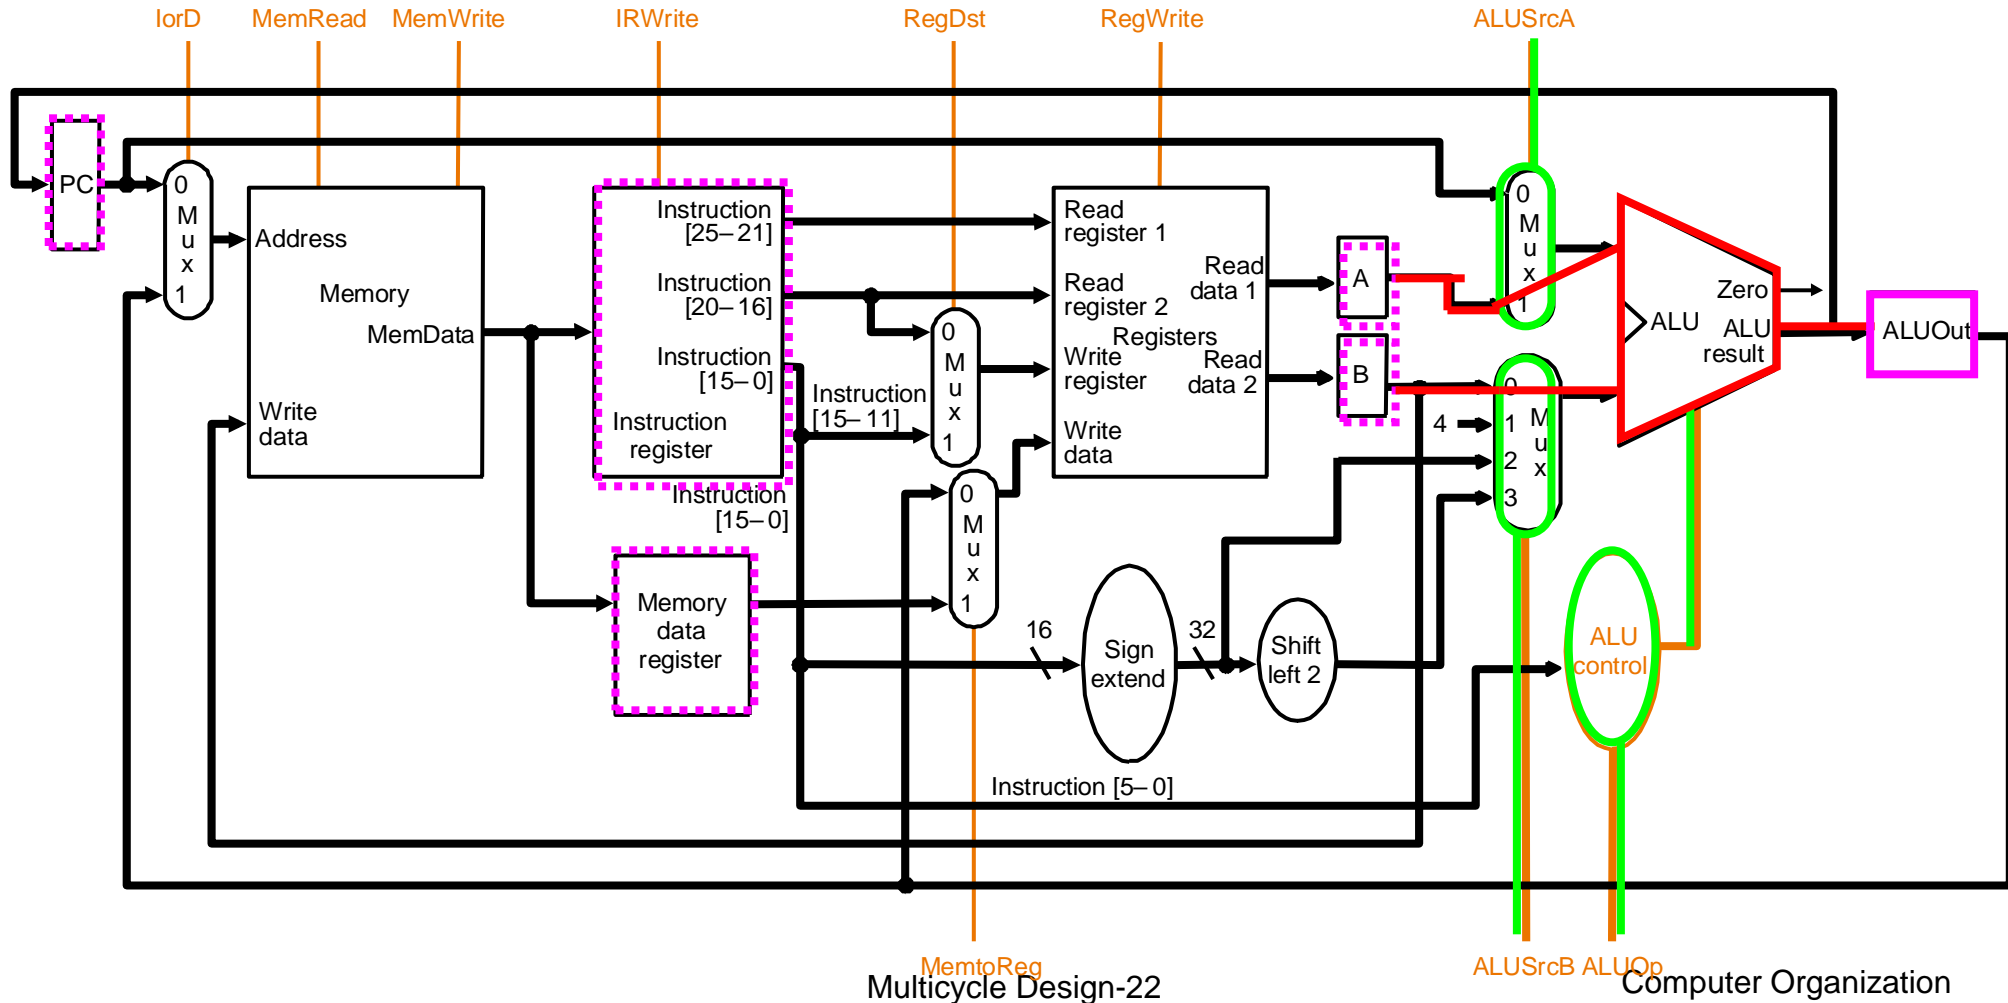 IorD
MemRead
MemWrite
IRWrite
RegDst
RegWrite
ALUSrcA
PC
0
M
u
x
1
Address
Memory
MemData
Write
data
Instruction
[25–21]
Instruction
[20–16]
Instruction
[15–0]
Instruction
register
Instruction
[15–0]
Memory
data
register
Instruction
[15–11]
0
M
u
x
1
0
M
u
x
1
Read
register 1
Read
register 2
Registers
Write
register
Write
data
Read
data 1
Read
data 2
16
Sign
extend
32
Shift
left 2
Instruction [5–0]
A
B
4
0
M
u
x
1
0
1
2
3
M
u
x
Zero
ALU
ALU
result
ALUOut
ALU
control
MemtoReg
ALUSrcB
ALUOp
Multicycle Design-22
Computer Organization